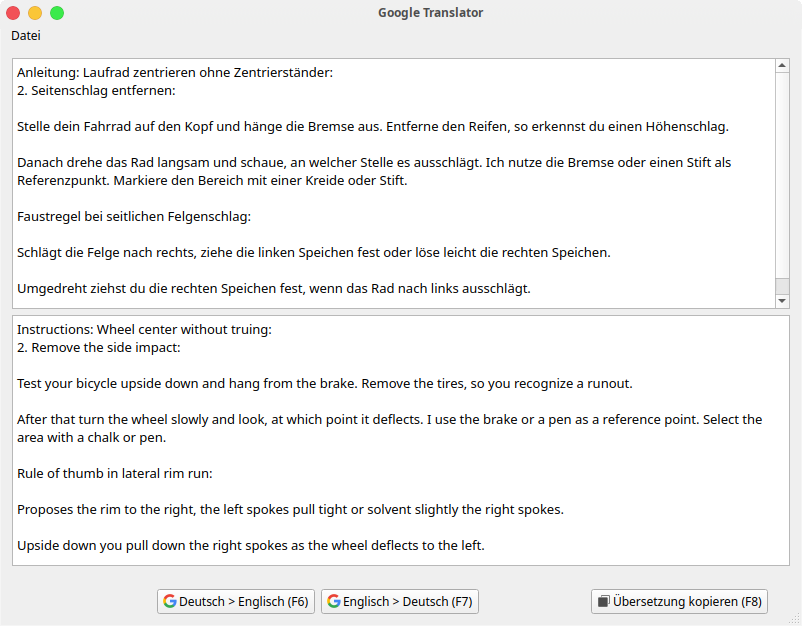 Google Translator
Datei
Anleitung: Laufrad zentrieren ohne Zentrierständer:
2. Seitenschlag entfernen:
Stelle dein Fahrrad auf den Kopf und hänge die Bremse aus. Entferne den Reifen, so erkennst du einen Höhenschlag.
Danach drehe das Rad langsam und schaue, an welcher Stelle es ausschlägt. Ich nutze die Bremse oder einen Stift als
Referenzpunkt. Markiere den Bereich mit einer Kreide oder Stift.
Faustregel bei seitlichen Felgenschlag:
Schlägt die Felge nach rechts, ziehe die linken Speichen fest oder löse leicht die rechten Speichen.
Umgedreht ziehst du die rechten Speichen fest, wenn das Rad nach links ausschlägt.
Instructions: Wheel center without truing:
2. Remove the side impact:
Test your bicycle upside down and hang from the brake. Remove the tires, so you recognize a runout.
After that turn the wheel slowly and look, at which point it deflects. I use the brake or a pen as a reference point. Select the
area with a chalk or pen.
Rule of thumb in lateral rim run:
Proposes the rim to the right, the left spokes pull tight or solvent slightly the right spokes.
Upside down you pull down the right spokes as the wheel deflects to the left.
Deutsch > Englisch (F6)
Englisch > Deutsch (F7)
Übersetzung kopieren (F8)